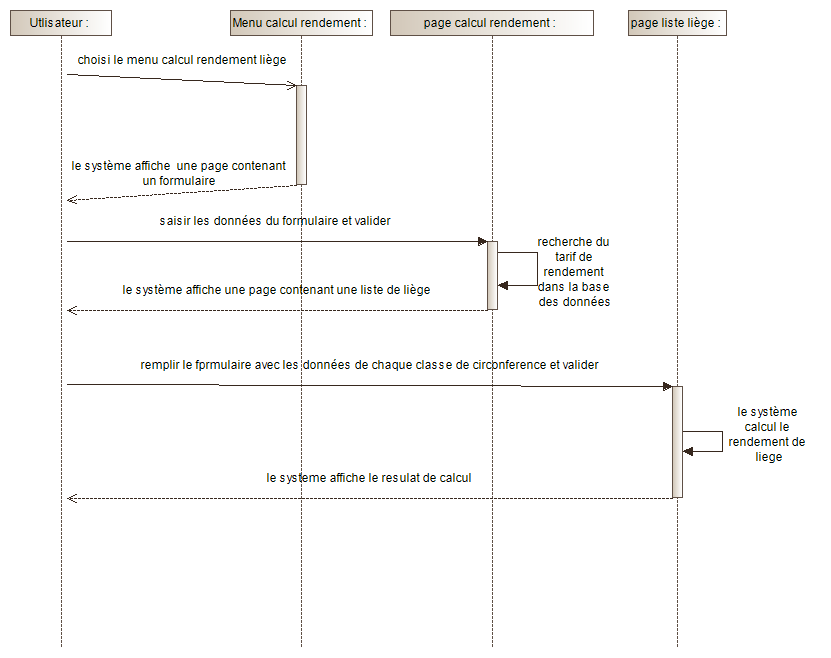 Utlisateur :
Menu calcul rendement :
page calcul rendement :
page liste liège :
choisi le menu calcul rendement liège
le système affiche une page contenant
un formulaire
saisir les données du formulaire et valider
recherche du
tarif de
rendement
dans la base
des données
le système affiche une page contenant une liste de liège
remplir le fprmulaire avec les données de chaque classe de circonference et valider
le système
calcul le
rendement de
liege
le systeme affiche le resulat de calcul